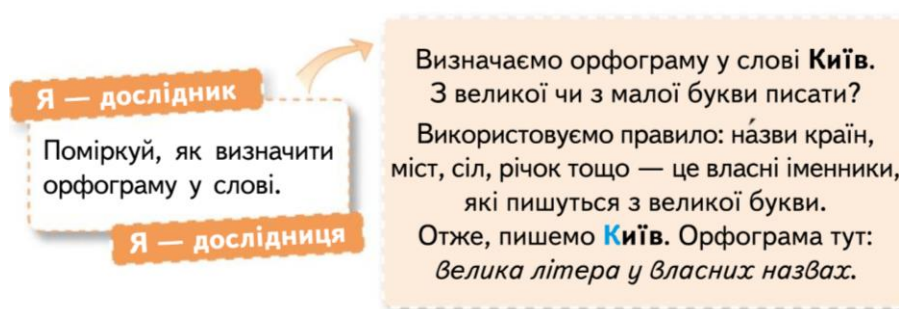 Я — дослідник
Поміркуй, як визначити
орфограму у слові.
Я — дослідниця
Визначаємо орфограму у слові Київ.
З великої чи з малої букви писати?
Використовуємо правило: на́зви країн,
міст, сіл, річок тощо — це власні іменники,
які пишуться з великої букви.
Отже, пишемо Київ. Орфограма тут:
велика літера у власних назвах.